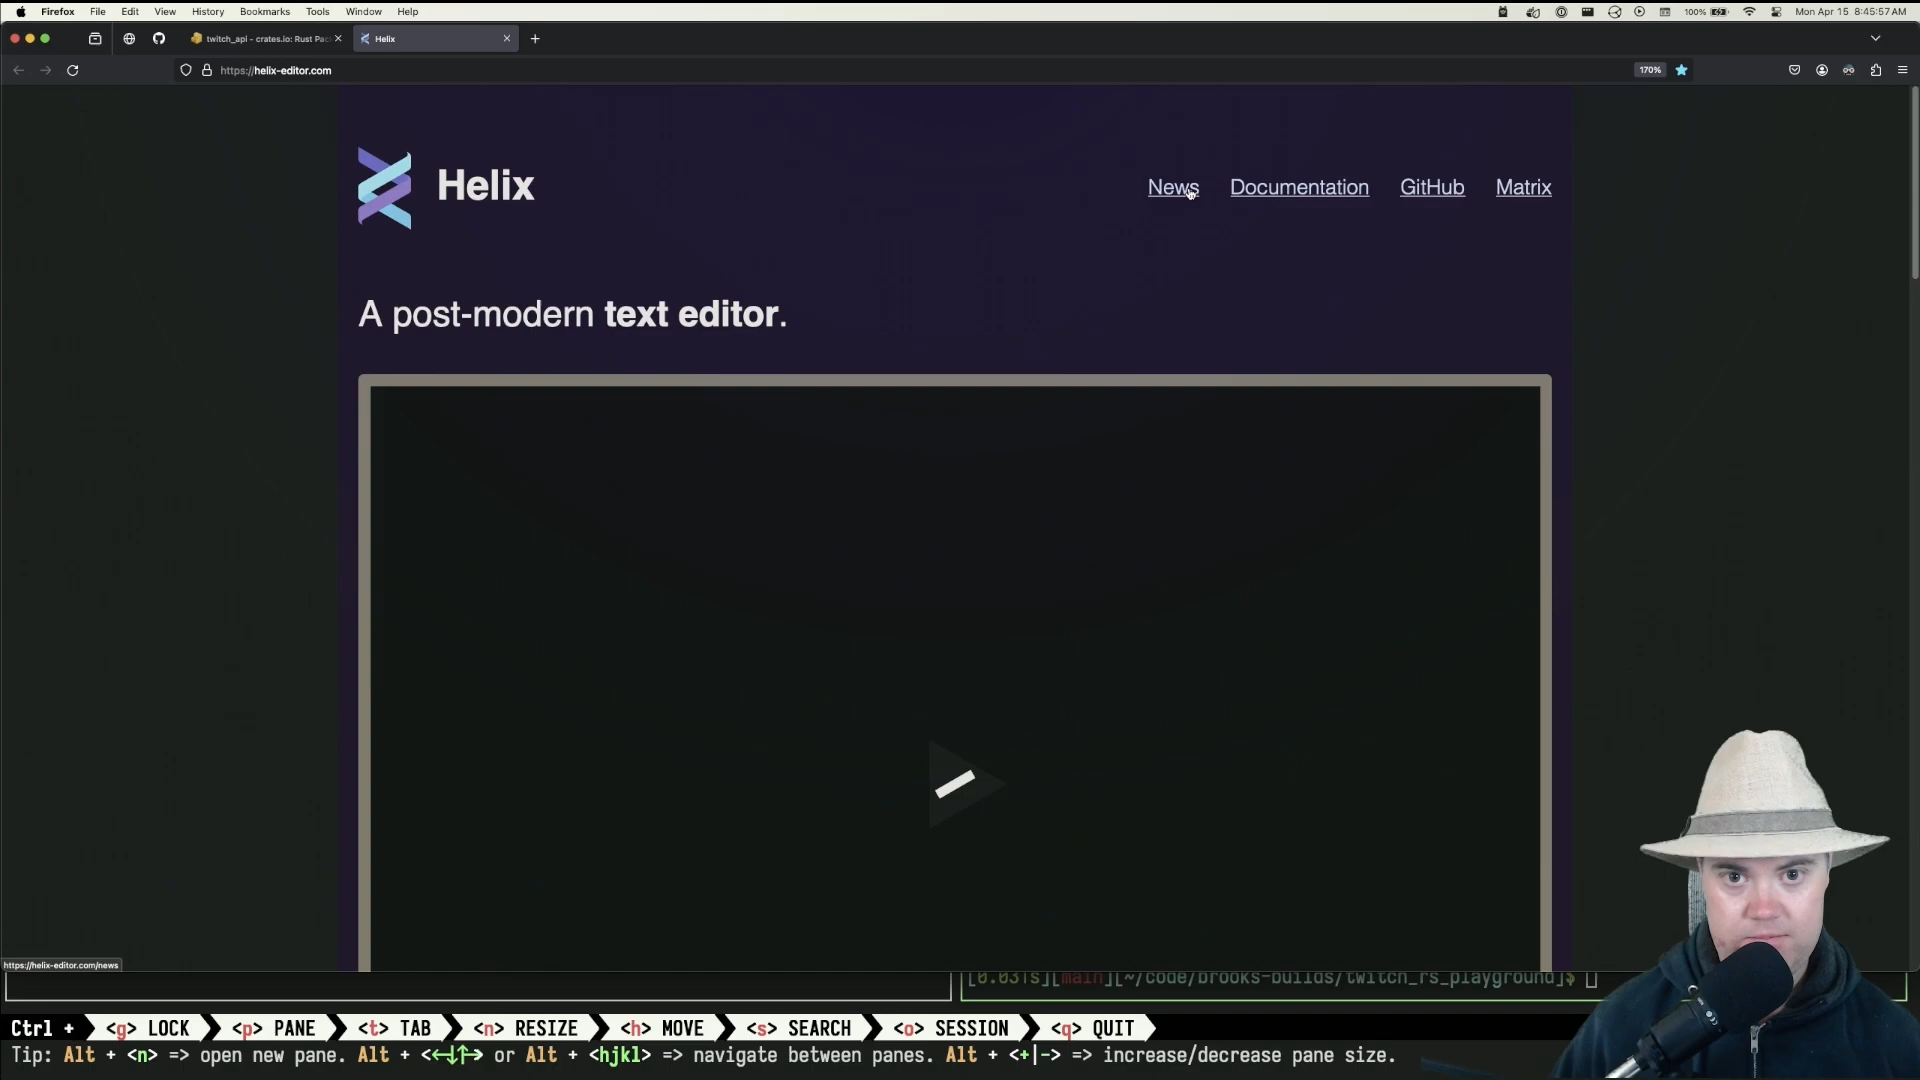 Firefox File Edit View History Bookmarks Tools Window Help 100% Mon Apr 15 8:45:57 AM
twitch_api - crates.io: Rust Pac Helix
https://helix-editor.com 170%
Helix News Documentation GitHub Matrix
A post-modern text editor.
https://helix-editor.com/news
[0.031s][main][~/code/brooks-builds/twitch_rs_playground]$
Ctrl + <g> LOCK <p> PANE <t> TAB <n> RESIZE <h> MOVE <s> SEARCH <o> SESSION <q> QUIT
Tip: Alt + <n> => open new pane. Alt + <←↓↑→> or Alt + <hjkl> => navigate between panes. Alt + <+|-> => increase/decrease pane size.